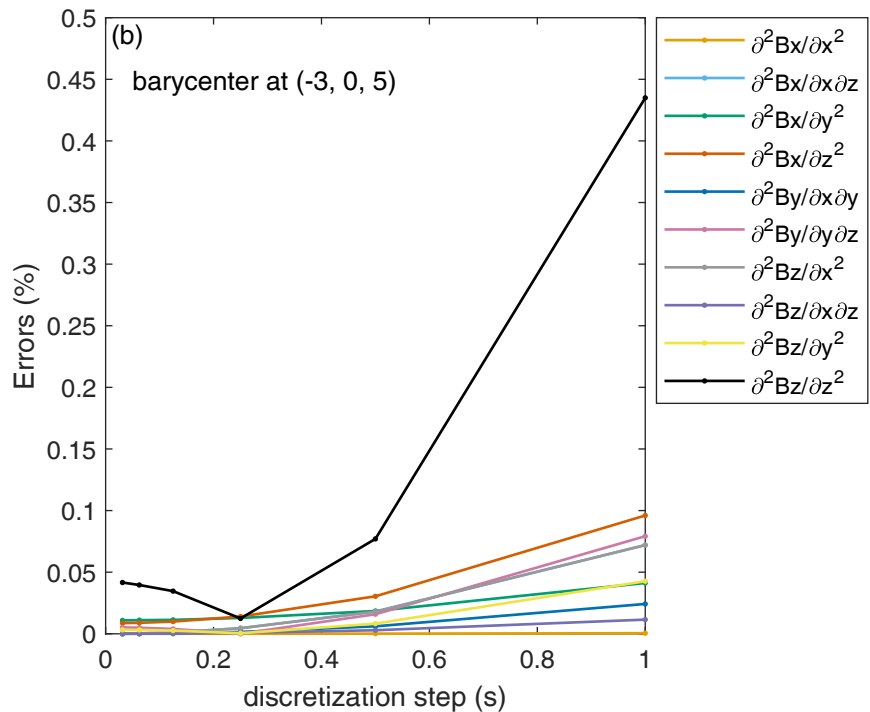 (b)
barycenter at (-3, 0, 5)
Errors (%)
0.5
0.45
0.4
0.35
0.3
0.25
0.2
0.15
0.1
0.05
0
0 0.2 0.4 0.6 0.8 1
discretization step (s)
∂²Bx/∂x²
∂²Bx/∂x∂z
∂²Bx/∂y²
∂²Bx/∂z²
∂²By/∂x∂y
∂²By/∂y∂z
∂²Bz/∂x²
∂²Bz/∂x∂z
∂²Bz/∂y²
∂²Bz/∂z²